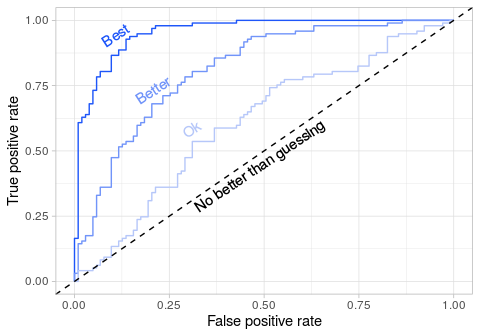 1.00
0.75
0.50
0.25
0.00
True positive rate
Best
Better
Ok
No better than guessing
0.00 0.25 0.50 0.75 1.00
False positive rate